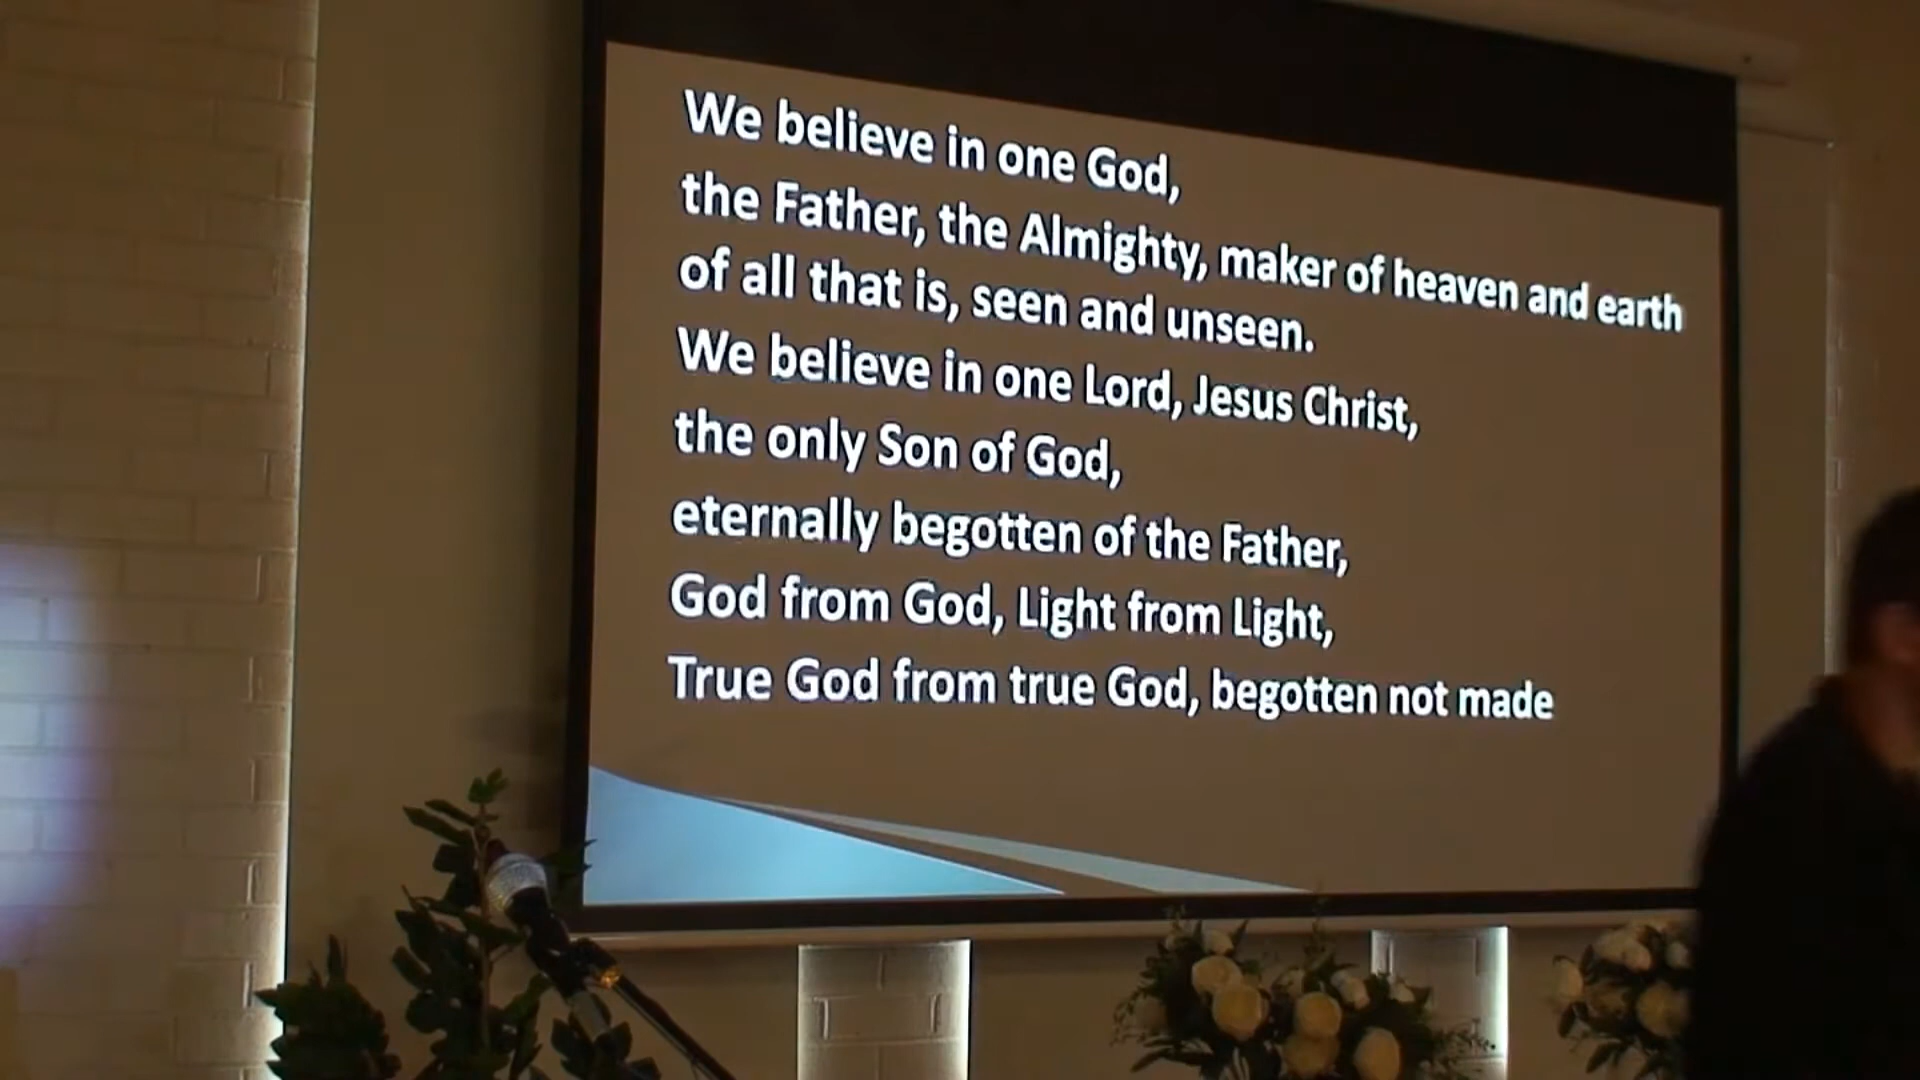 We believe in one God,
the Father, the Almighty, maker of heaven and earth
of all that is, seen and unseen.
We believe in one Lord, Jesus Christ,
the only Son of God,
eternally begotten of the Father,
God from God, Light from Light,
True God from true God, begotten not made